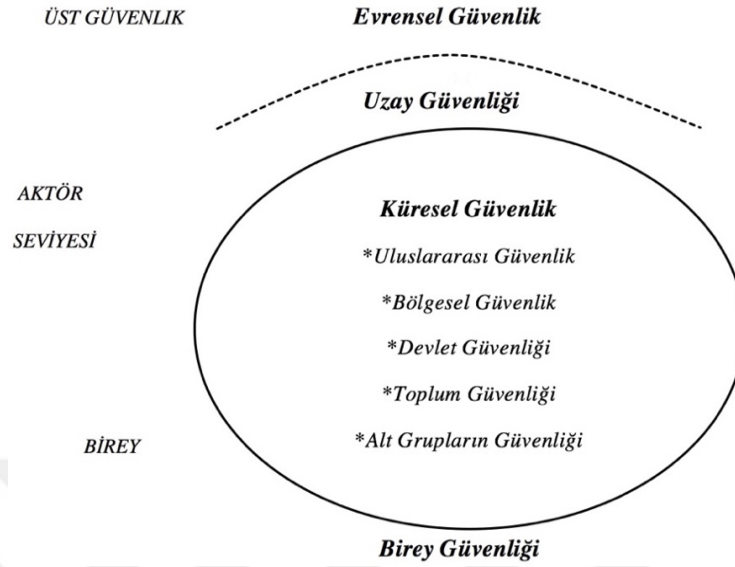 ÜST GÜVENLIK
Evrensel Güvenlik
Uzay Güvenliği
AKTÖR
SEVİYESİ
Küresel Güvenlik
*Uluslararası Güvenlik
*Bölgesel Güvenlik
*Devlet Güvenliği
*Toplum Güvenliği
BİREY
*Alt Grupların Güvenliği
Birey Güvenliği